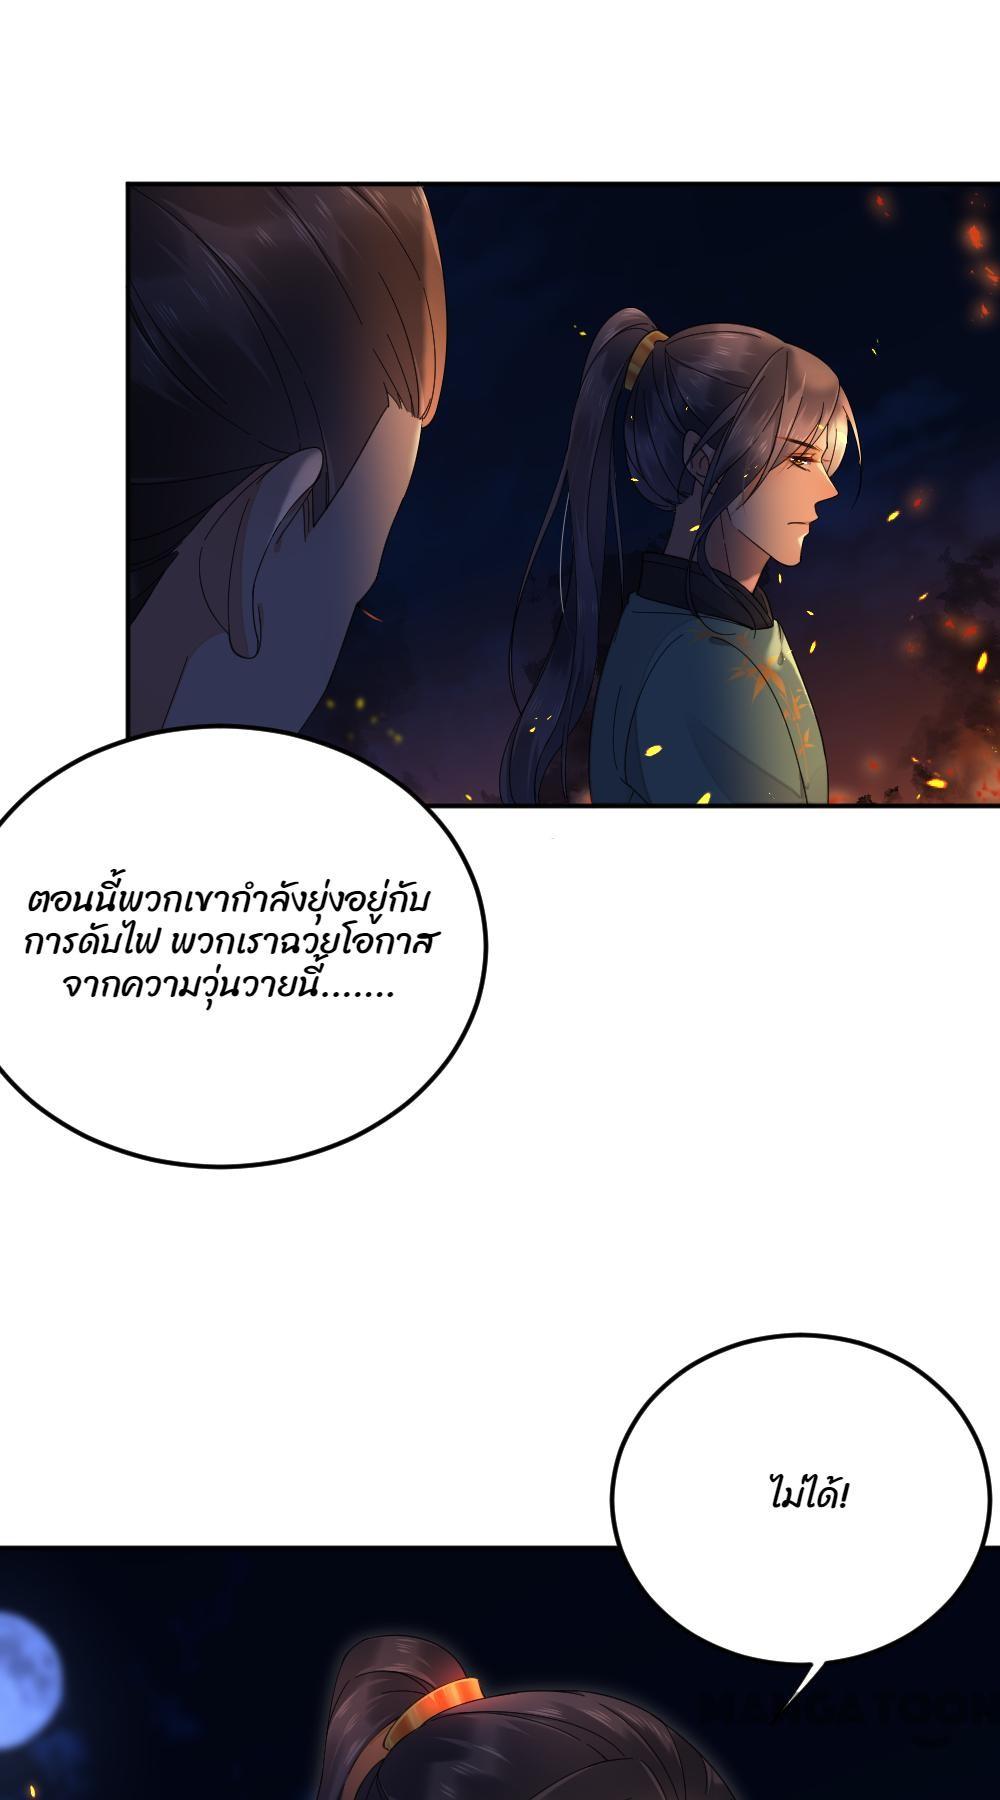 ตอนนี้พวกเขากำลังยุ่งอยู่กับ
การดับไฟ พวกเราฉวยโอกาส
จากความวุ่นวายนี้.......
ไม่ได้!
MANGATOON